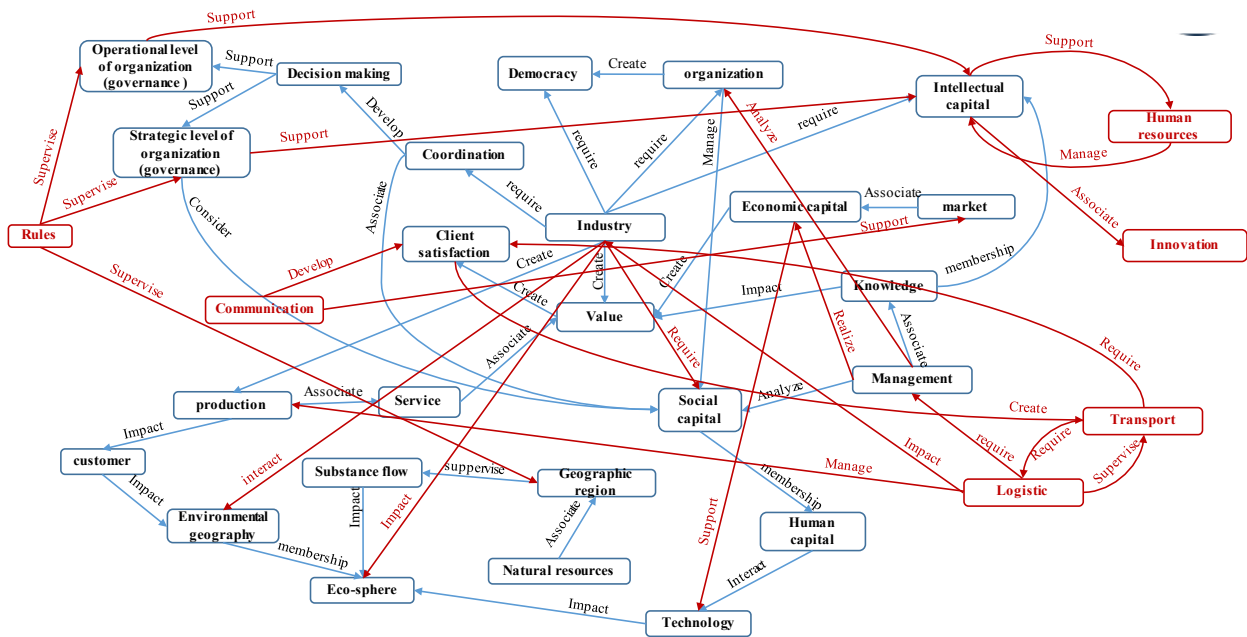 Support
Operational level
of organization
(governance )
Support
Decision making
Democracy
Create
organization
Support
Intellectual
capital
Human
resources
Manage
Support
Strategic level of
organization
(governance)
Support
Develop
Coordination
require
require
Analyze
Manage
require
Supervise
Supervise
Consider
Associate
require
Industry
Economic capital
Associate
market
Support
Associate
Innovation
Rules
Client
satisfaction
Create
Create
Create
membership
Supervise
Develop
Communication
Create
Value
Impact
Knowledge
Associate
Require
Realize
Associate
Require
Management
production
Associate
Service
Social
capital
Analyze
Create
Transport
Impact
customer
Impact
interact
Substance flow
suppervise
Geographic
region
membership
Manage
Impact
require
Require
Supervise
Logistic
Environmental
geography
Impact
Impact
Associate
Support
Human
capital
membership
Natural resources
Interact
Eco-sphere
Impact
Technology